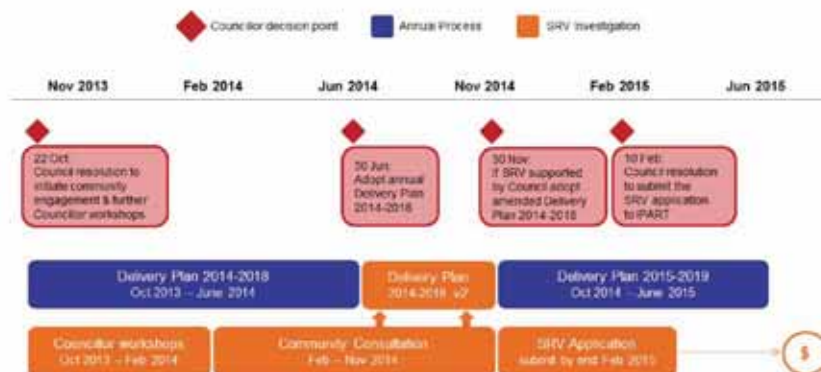 Councillor decision point
Annual Process
SRV Investigation
Nov 2013
Feb 2014
Jun 2014
Nov 2014
Feb 2015
Jun 2015
22 Oct:
Council resolution to
initiate community
engagement & further
Councillor workshops
30 Jun:
Adopt annual
Delivery Plan
2014-2018
30 Nov:
If SRV supported
by Council adopt
amended Delivery
Plan 2014-2018
10 Feb:
Council resolution
to submit the
SRV application
to IPART
Delivery Plan 2014-2018
Oct 2013 – June 2014
Delivery Plan
2014-2018 v2
Delivery Plan 2015-2019
Oct 2014 – June 2015
Councillor workshops
Oct 2013 – Feb 2014
Community Consultation
Feb – Nov 2014
SRV Application
submit by end Feb 2015
$